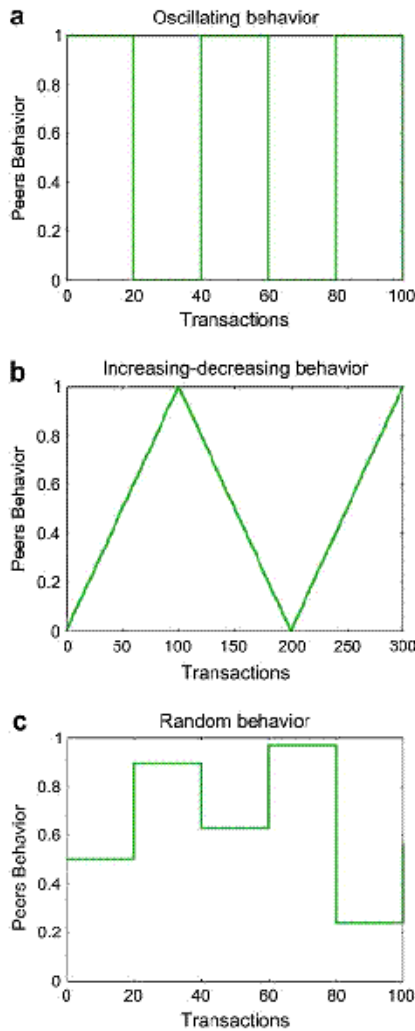 a
Oscillating behavior
1
0.8
0.6
0.4
0.2
0
Peers Behavior
0 20 40 60 80 100
Transactions
b
Increasing-decreasing behavior
1
0.8
0.6
0.4
0.2
0
Peers Behavior
0 50 100 150 200 250 300
Transactions
c
Random behavior
1
0.8
0.6
0.4
0.2
0
Peers Behavior
0 20 40 60 80 100
Transactions